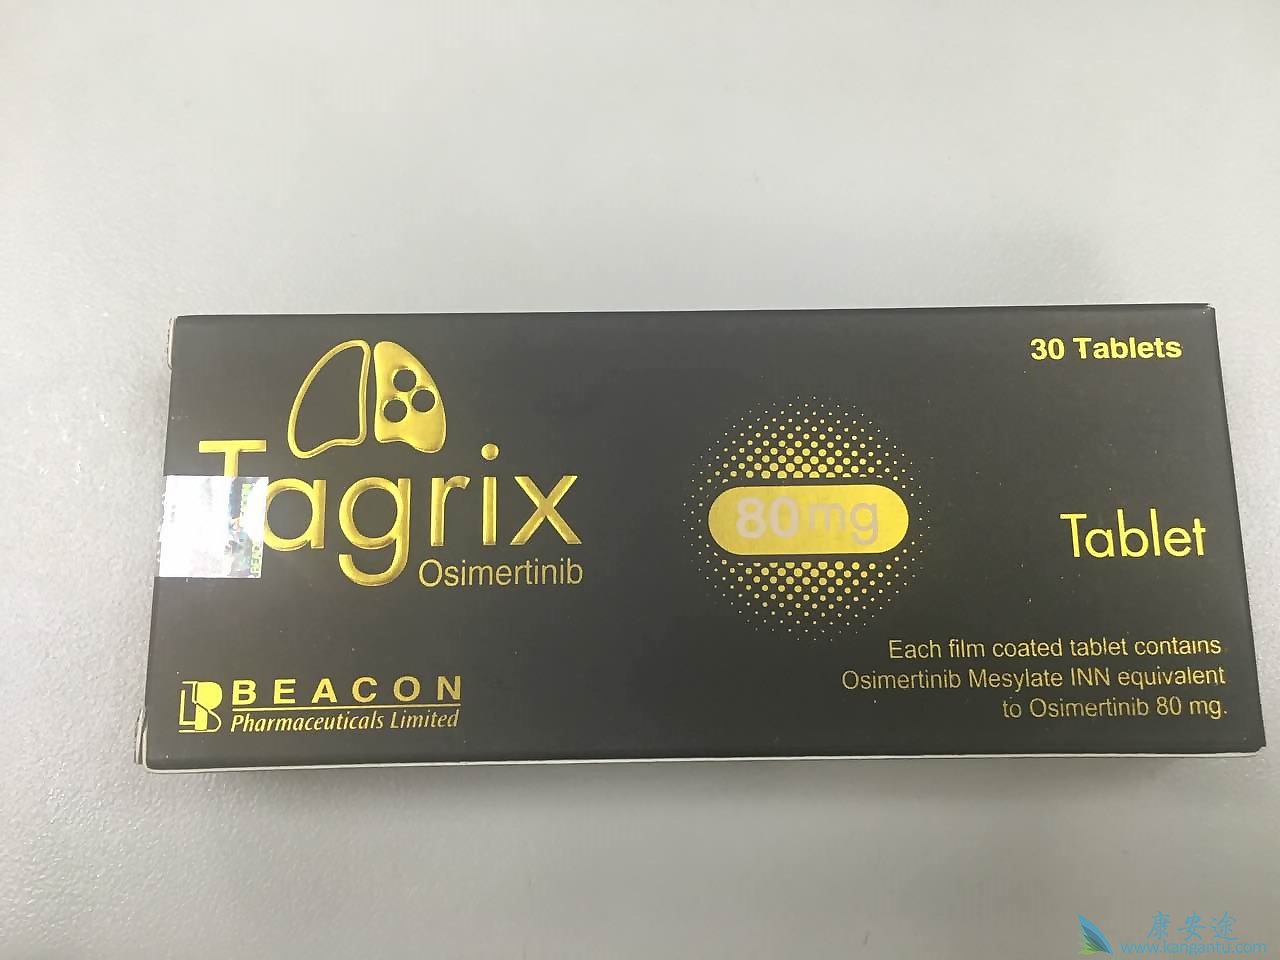 30 Tablets
Tagrix
Osimertinib
80mg
Tablet
Each film coated tablet contains
Osimertinib Mesylate INN equivalent
to Osimertinib 80 mg.
BEACON
Pharmaceuticals Limited
康安途
www.kangantu.com